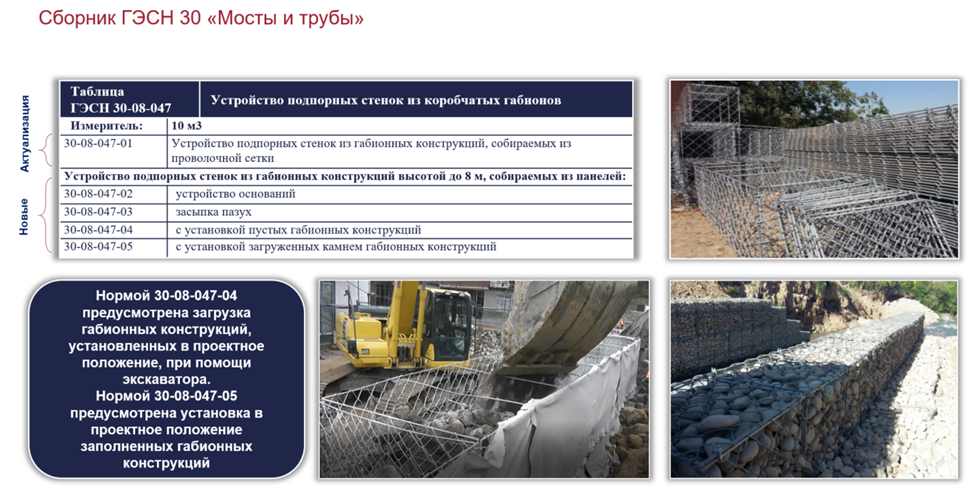 Сборник ГЭСН 30 «Мосты и трубы»
Актуализация
Новые
Таблица
ГЭСН 30-08-047
Устройство подпорных стенок из коробчатых габионов
Измеритель:
10 м3
30-08-047-01
Устройство подпорных стенок из габионных конструкций, собираемых из
проволочной сетки
Устройство подпорных стенок из габионных конструкций высотой до 8 м, собираемых из панелей:
30-08-047-02
устройство оснований
30-08-047-03
засыпка пазух
30-08-047-04
с установкой пустых габионных конструкций
30-08-047-05
с установкой загруженных камнем габионных конструкций
Нормой 30-08-047-04
предусмотрена загрузка
габионных конструкций,
установленных в проектное
положение, при помощи
экскаватора.
Нормой 30-08-047-05
предусмотрена установка в
проектное положение
заполненных габионных
конструкций